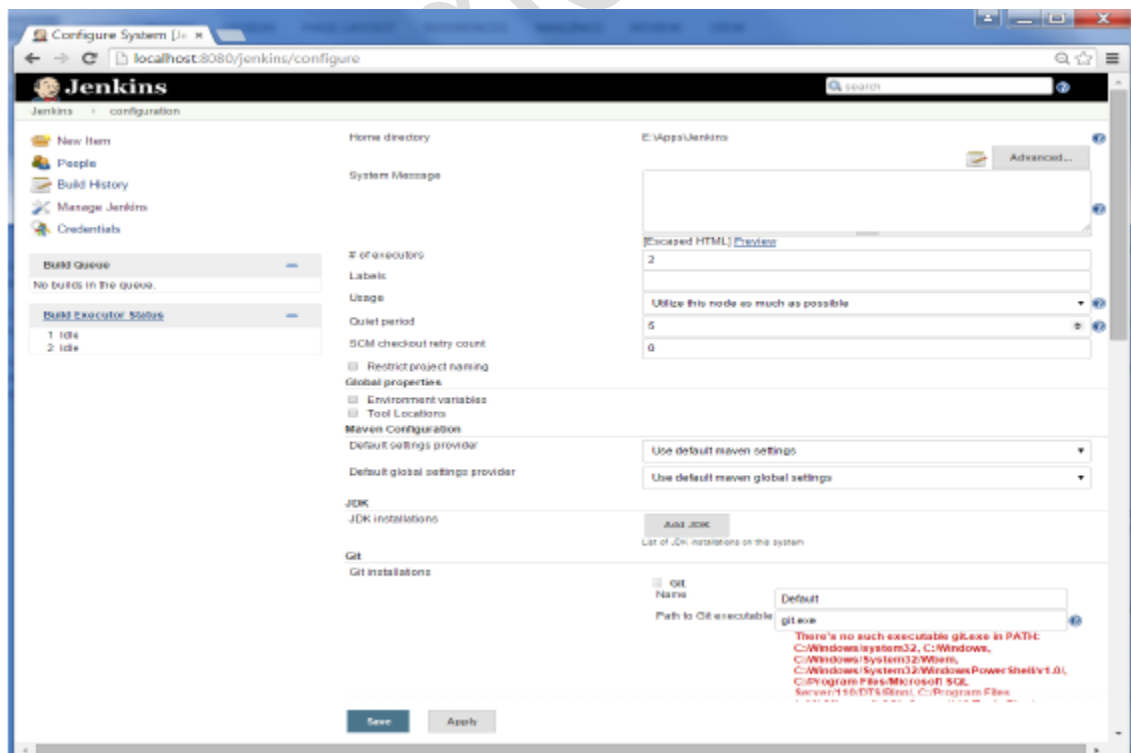 Configure System [Je
localhost:8080/jenkins/configure
Jenkins
search
Jenkins
configuration
New Item
People
Build History
Manage Jenkins
Credentials
Build Queue
No builds in the queue.
Build Executor Status
1 Idle
2 Idle
Home directory
E:\Apps\Jenkins
Advanced...
System Message
[Escaped HTML] Preview
# of executors
2
Labels
Usage
Utilize this node as much as possible
Quiet period
5
SCM checkout retry count
0
Restrict project naming
Global properties
Environment variables
Tool Locations
Maven Configuration
Default settings provider
Use default maven settings
Default global settings provider
Use default maven global settings
JDK
JDK installations
Add JDK
List of JDK installations on this system
Git
Git installations
Git
Name
Default
Path to Git executable
git.exe
There's no such executable git.exe in PATH:
C:/Windows/system32, C:/Windows,
C:/Windows/System32/Wbem,
C:/Windows/System32/WindowsPowerShell/v1.0/,
C:/Program Files/Microsoft SQL
Server/110/DTS/Binn/, C:/Program Files
Save
Apply